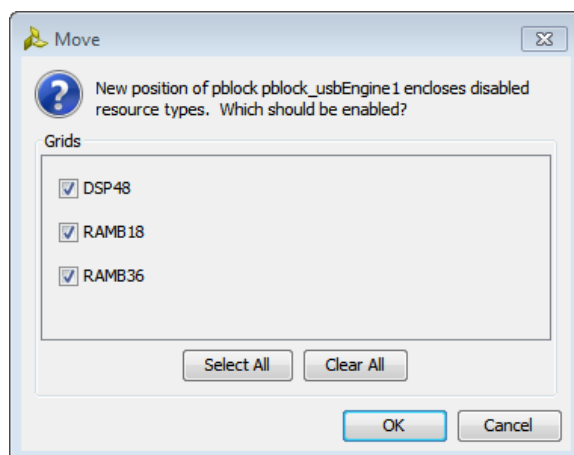 Move
New position of pblock pblock_usbEngine1 encloses disabled
resource types.  Which should be enabled?
Grids
DSP48
RAMB18
RAMB36
Select All
Clear All
OK
Cancel